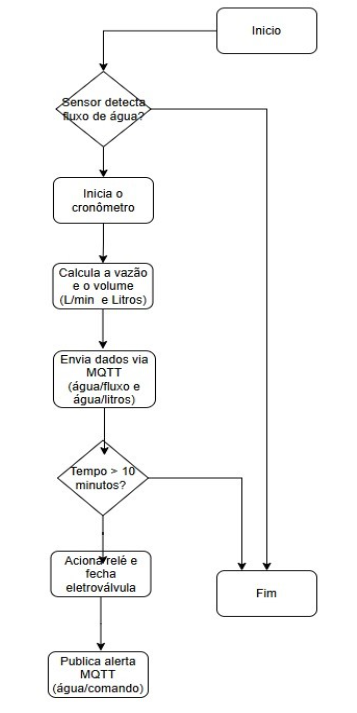 Inicio
Sensor detecta
fluxo de água?
Inicia o
cronômetro
Calcula a vazão
e o volume
(L/min e Litros)
Envia dados via
MQTT
(água/fluxo e
água/litros)
Tempo > 10
minutos?
Aciona relé e
fecha
eletroválvula
Fim
Publica alerta
MQTT
(água/comando)